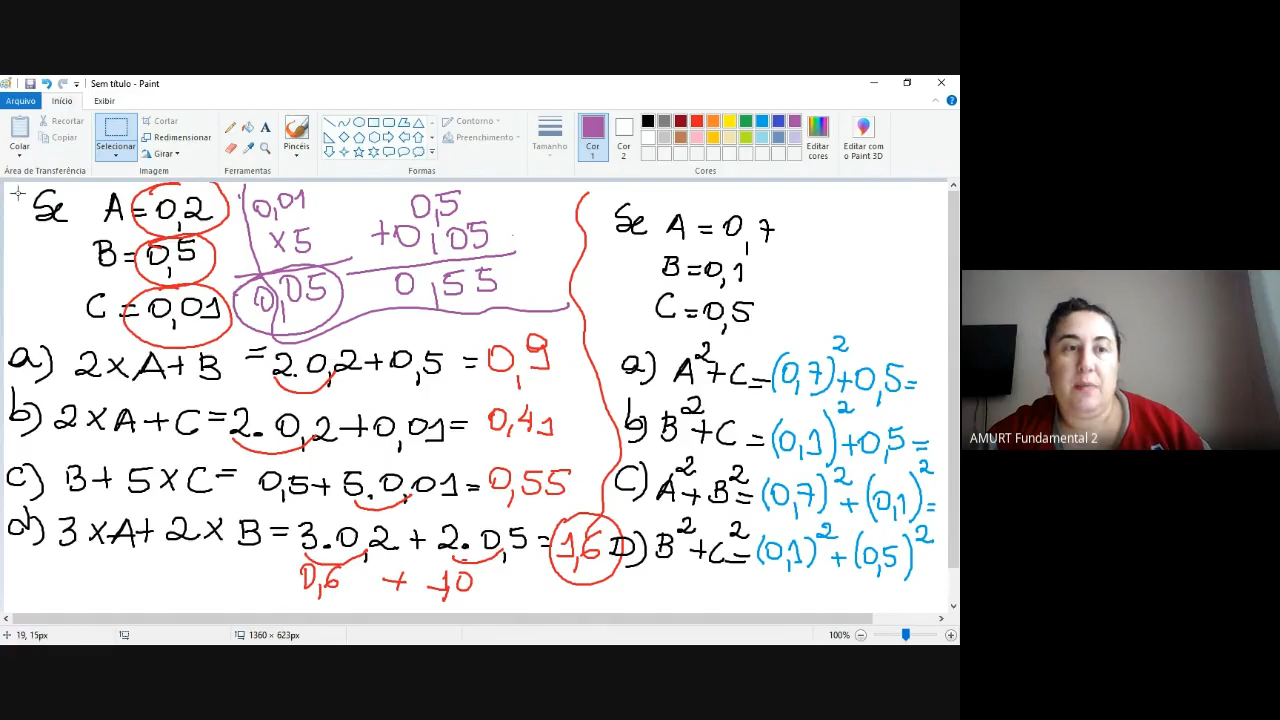 Sem título - Paint
Arquivo Início Exibir
Colar
Recortar
Copiar
Área de Transferência
Selecionar
Cortar
Redimensionar
Girar
Imagem
Ferramentas
Pincéis
Contorno
Preenchimento
Formas
Tamanho
Cor 1
Cor 2
Cores
Editar cores
Editar com o Paint 3D
Se A = 0,2
B = 0,5
C = 0,01
0,01
x 5
0,05
0,5
+0,05
0,55
a) 2 x A + B = 2.0,2 + 0,5 = 0,9
b) 2 x A + C = 2. 0,2 + 0,01 = 0,41
c) B + 5 x C = 0,5 + 5.0,01 = 0,55
d) 3 x A + 2 x B = 3.0,2 + 2.0,5 = 1,6
0,6 + 1,0
Se A = 0,7
B = 0,1
C = 0,5
a) A² + C = (0,7)² + 0,5 =
b) B² + C = (0,1)² + 0,5 =
C) A² + B² = (0,7)² + (0,1)² =
D) B² + C² = (0,1)² + (0,5)²
AMURT Fundamental 2
19, 15px
1360 × 623px
100%